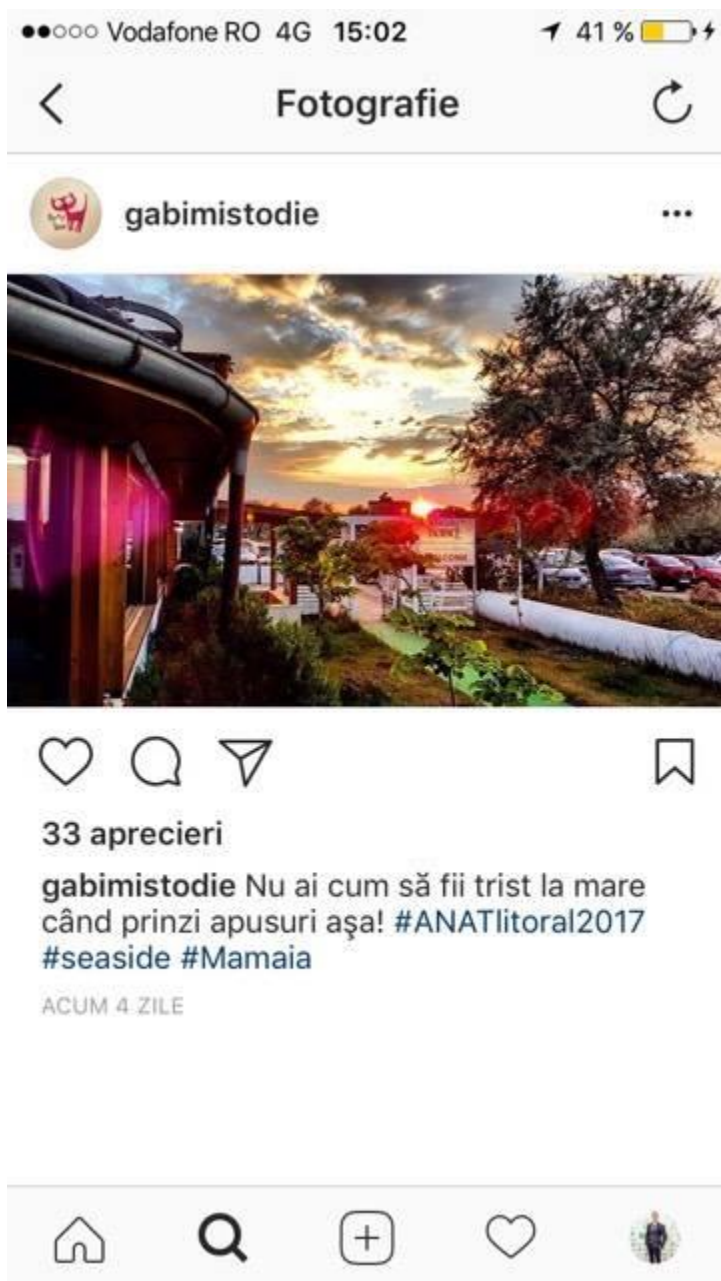 Vodafone RO 4G 15:02 41 %
Fotografie
gabimistodie
33 aprecieri
gabimistodie Nu ai cum să fii trist la mare
când prinzi apusuri aşa! #ANATlitoral2017
#seaside #Mamaia
ACUM 4 ZILE